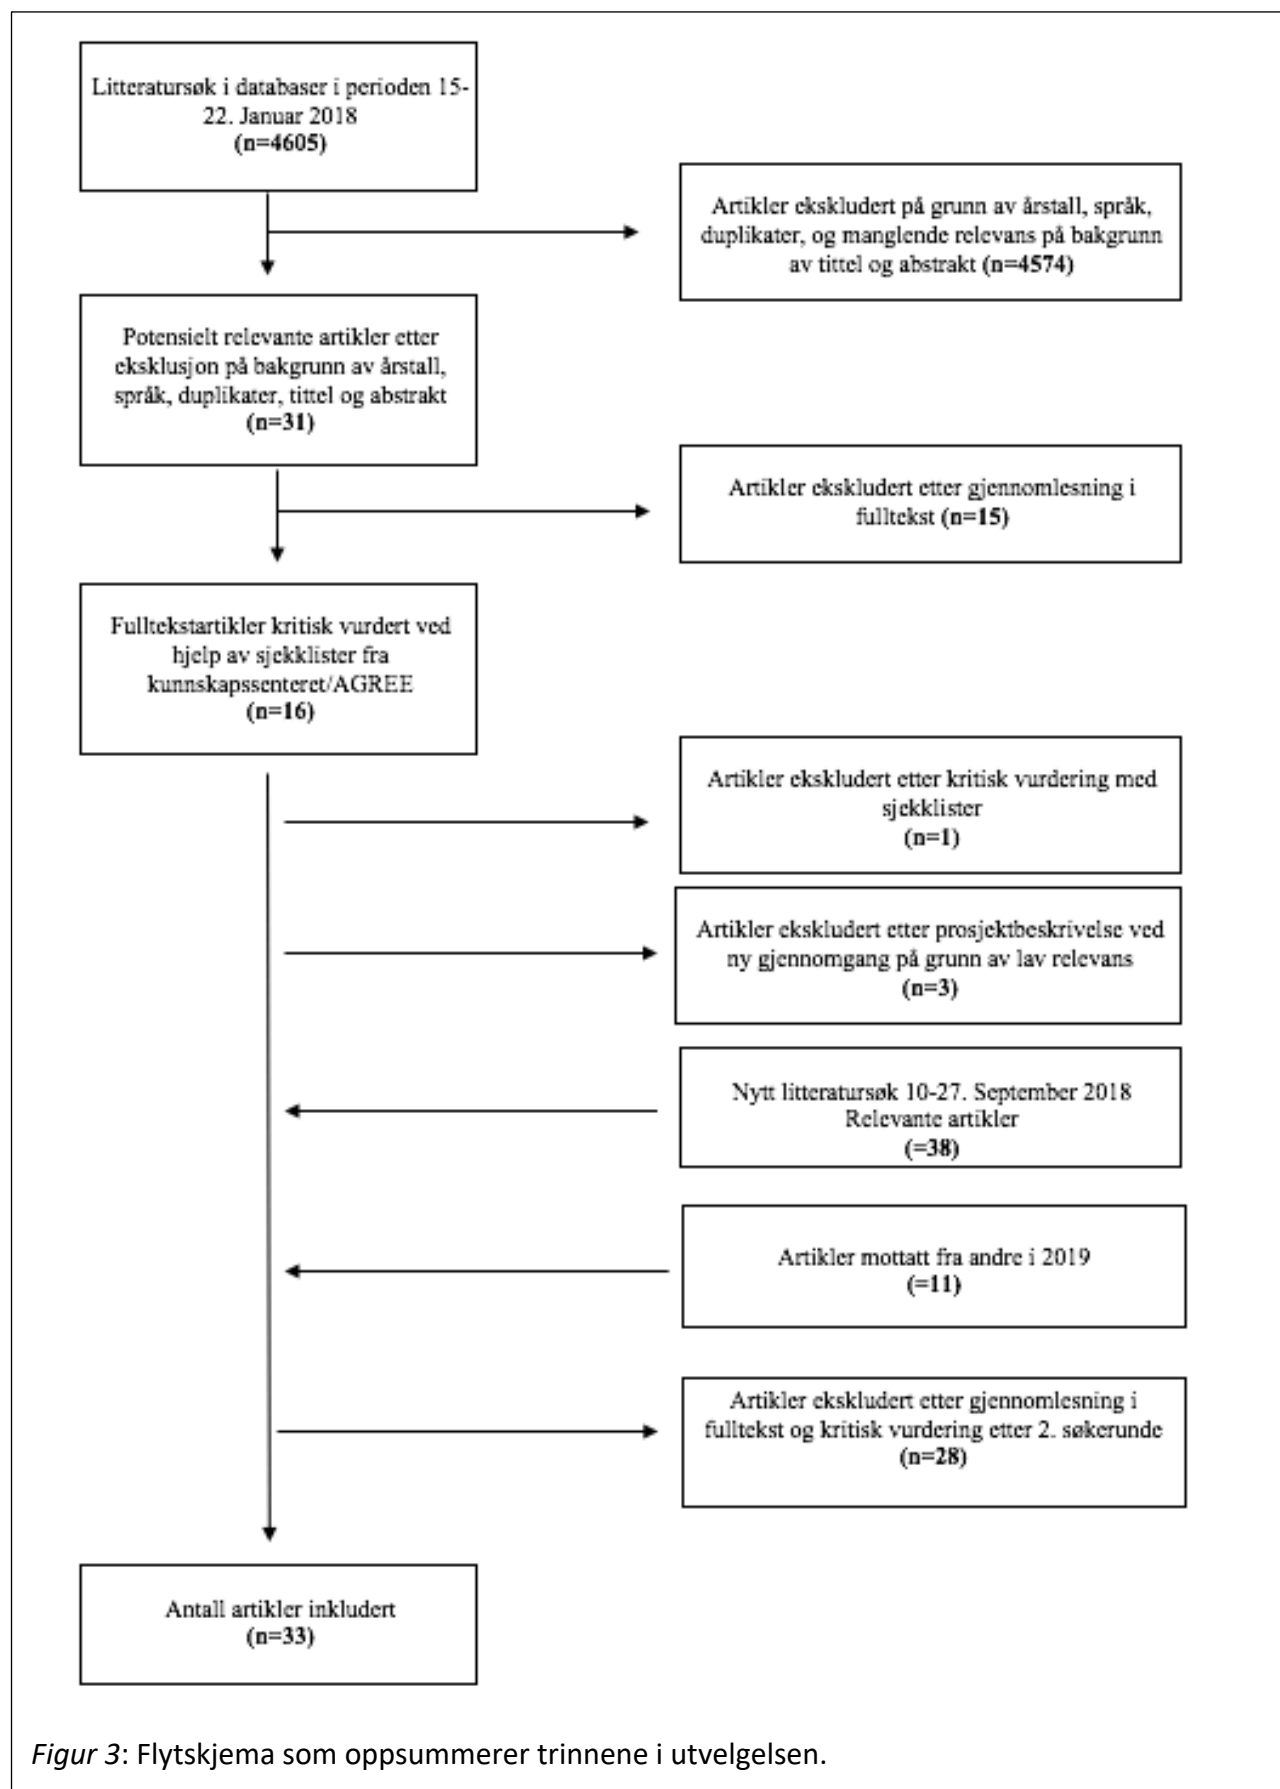 Litteratursøk i databaser i perioden 15-
22. Januar 2018
(n=4605)
Artikler ekskludert på grunn av årstall, språk,
duplikater, og manglende relevans på bakgrunn
av tittel og abstrakt (n=4574)
Potensielt relevante artikler etter
eksklusjon på bakgrunn av årstall,
språk, duplikater, tittel og abstrakt
(n=31)
Artikler ekskludert etter gjennomlesning i
fulltekst (n=15)
Fulltekstartikler kritisk vurdert ved
hjelp av sjekklister fra
kunnskapssenteret/AGREE
(n=16)
Artikler ekskludert etter kritisk vurdering med
sjekklister
(n=1)
Artikler ekskludert etter prosjektbeskrivelse ved
ny gjennomgang på grunn av lav relevans
(n=3)
Nytt litteratursøk 10-27. September 2018
Relevante artikler
(=38)
Artikler mottatt fra andre i 2019
(=11)
Artikler ekskludert etter gjennomlesning i
fulltekst og kritisk vurdering etter 2. søkerunde
(n=28)
Antall artikler inkludert
(n=33)
Figur 3: Flytskjema som oppsummerer trinnene i utvelgelsen.